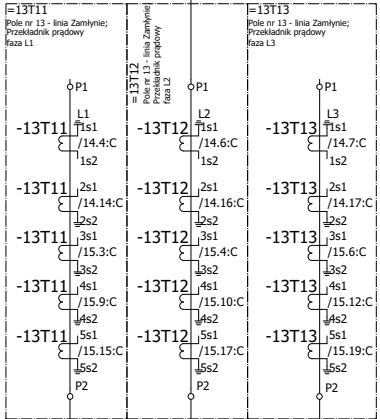 =13T11
Pole nr 13 - linia Zamłynie;
Przekładnik prądowy
faza L1
P1
L1
-13T11
1s1
/14.4:C
1s2
2s1
/14.14:C
2s2
-13T11
3s1
/15.3:C
3s2
-13T11
4s1
/15.9:C
4s2
-13T11
5s1
/15.15:C
5s2
-13T11
P2
=13T12
Pole nr 13 - linia Zamłynie;
Przekładnik prądowy
faza L2
P1
L2
-13T12
1s1
/14.6:C
1s2
-13T12
2s1
/14.16:C
2s2
-13T12
3s1
/15.4:C
3s2
-13T12
4s1
/15.10:C
4s2
-13T12
5s1
/15.17:C
5s2
P2
=13T13
Pole nr 13 - linia Zamłynie;
Przekładnik prądowy
faza L3
P1
L3
-13T13
1s1
/14.7:C
1s2
-13T13
2s1
/14.17:C
2s2
-13T13
3s1
/15.6:C
3s2
-13T13
4s1
/15.12:C
4s2
-13T13
5s1
/15.19:C
5s2
P2